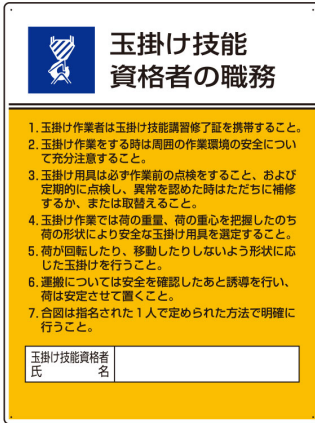 玉掛け技能
資格者の職務
1. 玉掛け作業者は玉掛け技能講習修了証を携帯すること。
2. 玉掛け作業をする時は周囲の作業環境の安全につい
て充分注意すること。
3. 玉掛け用具は必ず作業前の点検をすること、および
定期的に点検し、異常を認めた時はただちに補修
するか、または取替えること。
4. 玉掛け作業では荷の重量、荷の重心を把握したのち
荷の形状により安全な玉掛け用具を選定すること。
5. 荷が回転したり、移動したりしないよう形状に応
じた玉掛けを行うこと。
6. 運搬については安全を確認したあと誘導を行い、
荷は安定させて置くこと。
7. 合図は指名された1人で定められた方法で明確に
行うこと。
玉掛け技能資格者
氏 名